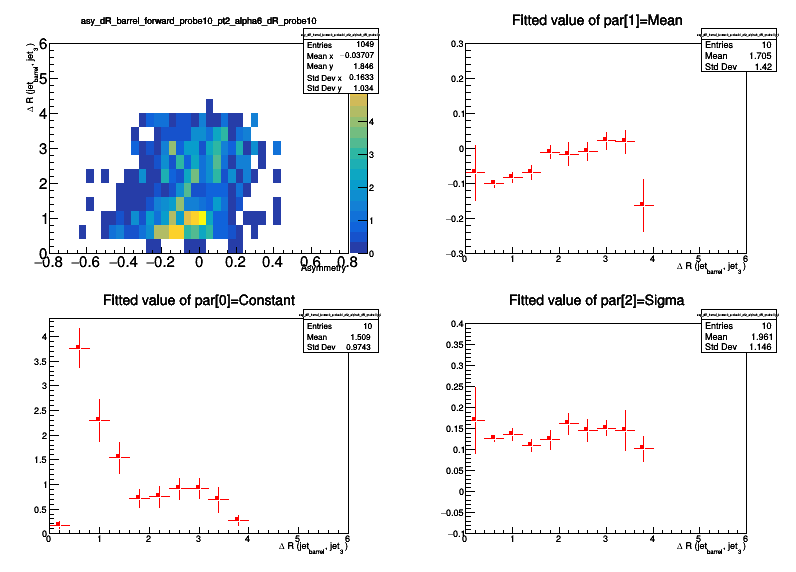 asy_dR_barrel_forward_probe10_pt2_alpha6_dR_probe10
Entries 1049
Mean x −0.03707
Mean y 1.846
Std Dev x 0.1633
Std Dev y 1.034
Δ R (jet_barrel, jet_3)
6
5
4
3
2
1
0
−0.8 −0.6 −0.4 −0.2 0 0.2 0.4 0.6 0.8
Asymmetry
4
3
2
1
0
Fitted value of par[1]=Mean
Entries 10
Mean 1.705
Std Dev 1.42
0.3
0.2
0.1
0
−0.1
−0.2
−0.3
0 1 2 3 4 5 6
Δ R (jet_barrel, jet_3)
Fitted value of par[0]=Constant
Entries 10
Mean 1.509
Std Dev 0.9743
4
3.5
3
2.5
2
1.5
1
0.5
0
0 1 2 3 4 5 6
Δ R (jet_barrel, jet_3)
Fitted value of par[2]=Sigma
Entries 10
Mean 1.961
Std Dev 1.146
0.4
0.35
0.3
0.25
0.2
0.15
0.1
0.05
0
−0.05
−0.1
0 1 2 3 4 5 6
Δ R (jet_barrel, jet_3)